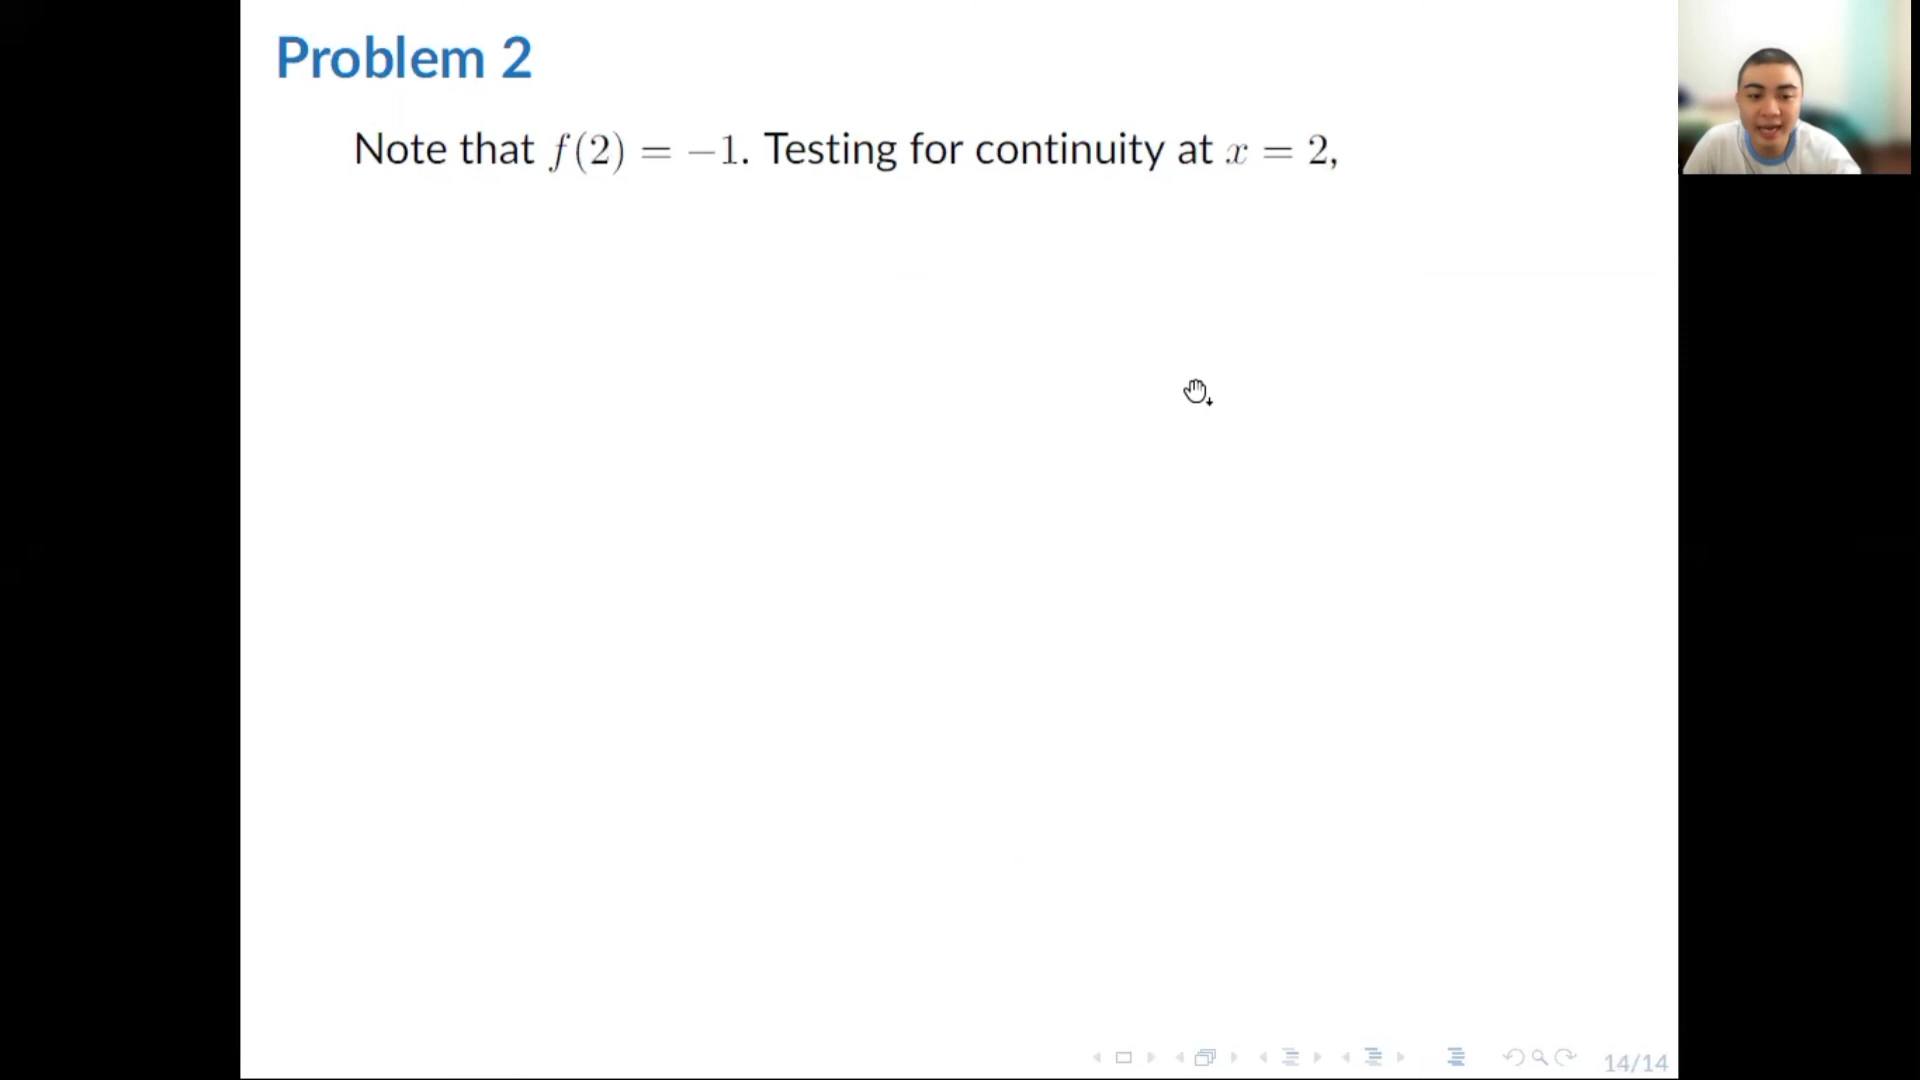 Problem 2
Note that f(2) = −1. Testing for continuity at x = 2,
14/14